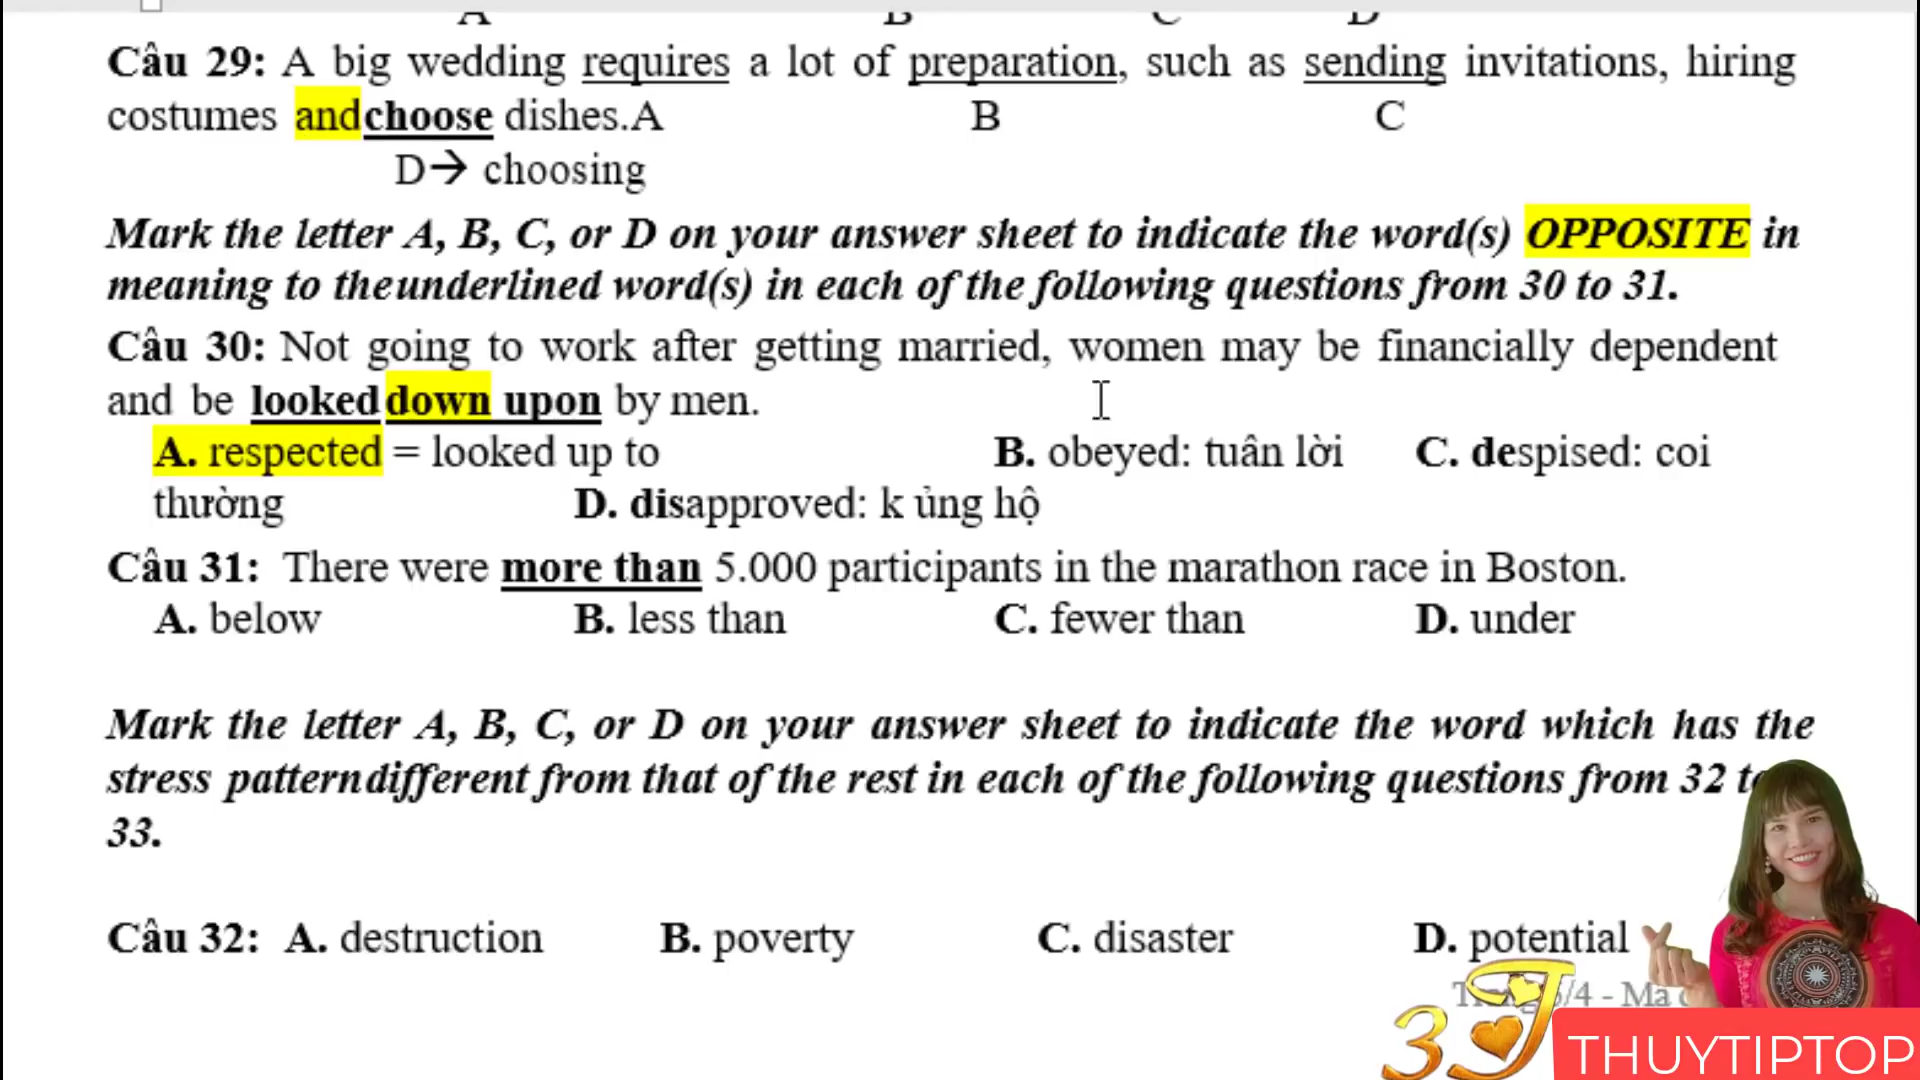 Câu 29: A big wedding requires a lot of preparation, such as sending invitations, hiring
costumes and choose dishes.A B C
D→ choosing
Mark the letter A, B, C, or D on your answer sheet to indicate the word(s) OPPOSITE in
meaning to theunderlined word(s) in each of the following questions from 30 to 31.
Câu 30: Not going to work after getting married, women may be financially dependent
and be looked down upon by men.
A. respected = looked up to B. obeyed: tuân lời C. despised: coi
thường D. disapproved: k ủng hộ
Câu 31: There were more than 5.000 participants in the marathon race in Boston.
A. below B. less than C. fewer than D. under
Mark the letter A, B, C, or D on your answer sheet to indicate the word which has the
stress patterndifferent from that of the rest in each of the following questions from 32 to
33.
Câu 32: A. destruction B. poverty C. disaster D. potential
/4 - Mã
3T
THUYTIPTOP